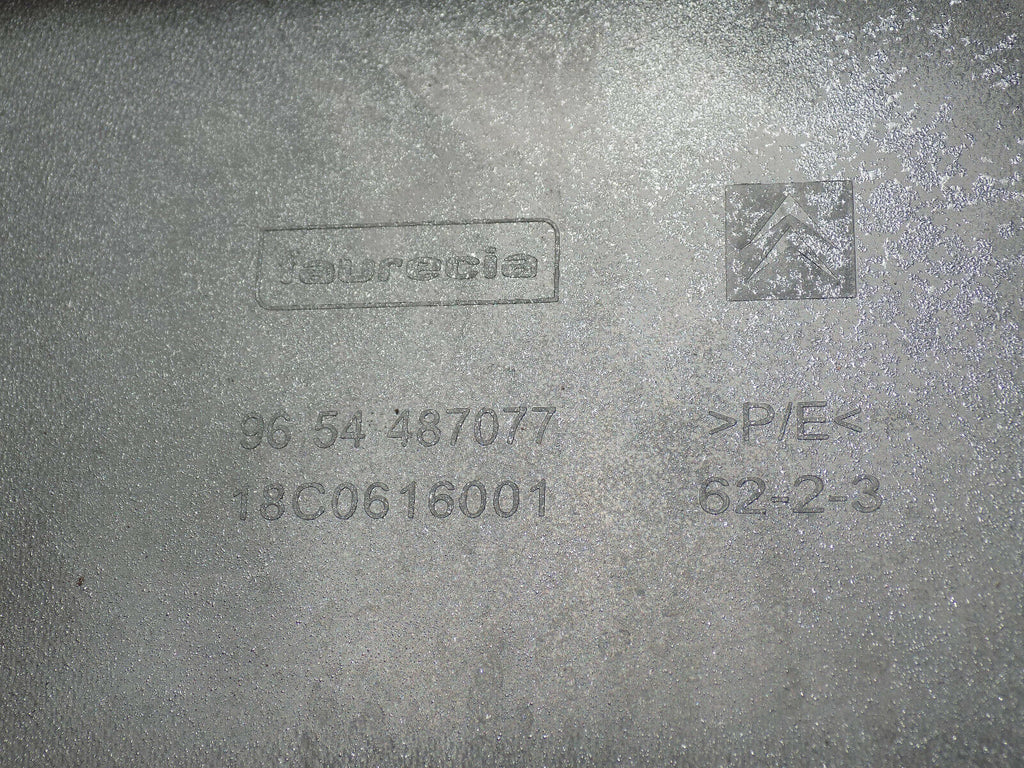 faurecia
96 54 487077
>P/E<
18C0616001
62-2-3